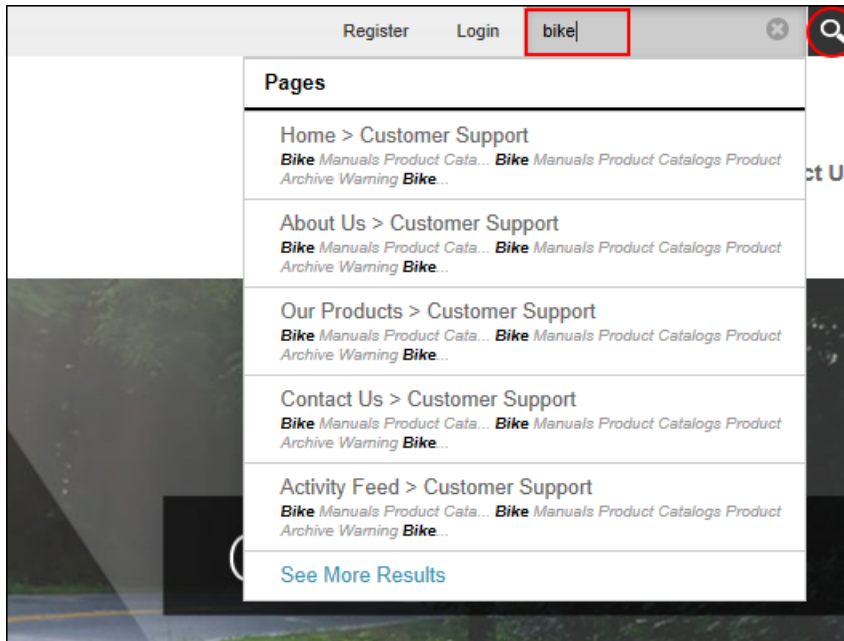 Register Login bike
Pages
Home > Customer Support
Bike Manuals Product Cata... Bike Manuals Product Catalogs Product
Archive Warning Bike...
About Us > Customer Support
Bike Manuals Product Cata... Bike Manuals Product Catalogs Product
Archive Warning Bike...
Our Products > Customer Support
Bike Manuals Product Cata... Bike Manuals Product Catalogs Product
Archive Warning Bike...
Contact Us > Customer Support
Bike Manuals Product Cata... Bike Manuals Product Catalogs Product
Archive Warning Bike...
Activity Feed > Customer Support
Bike Manuals Product Cata... Bike Manuals Product Catalogs Product
Archive Warning Bike...
See More Results